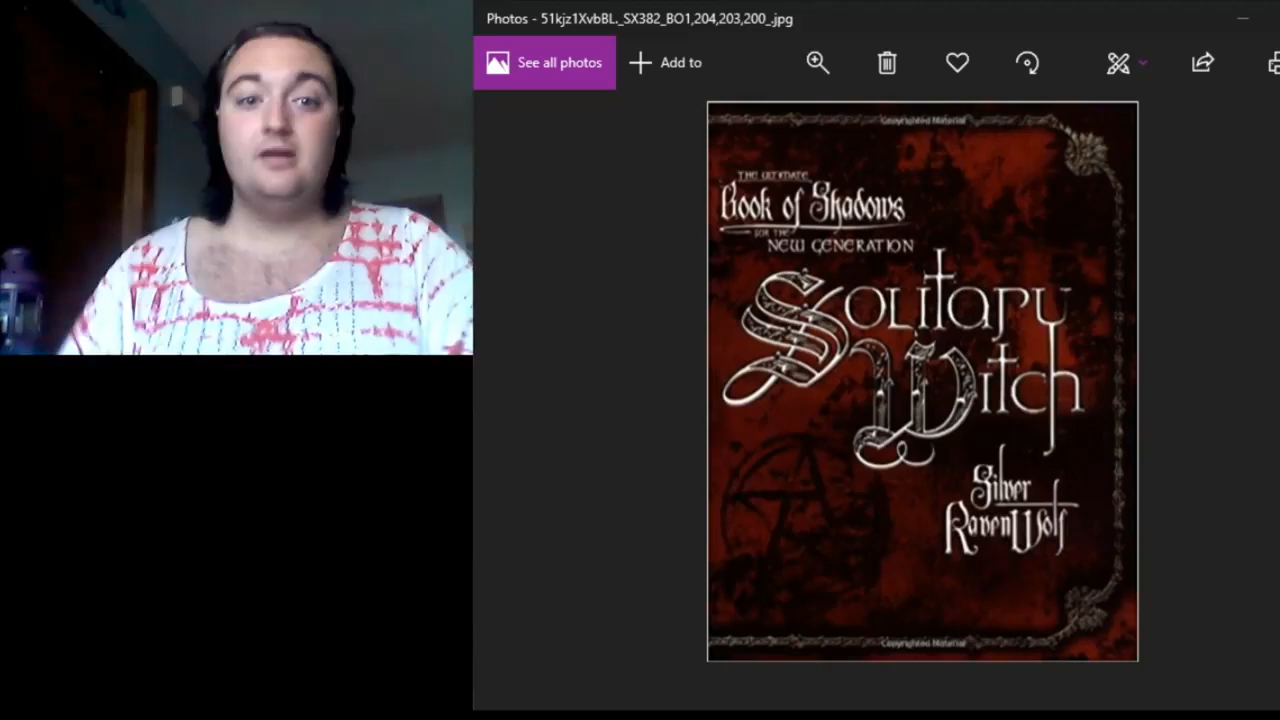 Photos - 51kjz1XvbBL._SX382_BO1,204,203,200_.jpg
See all photos
Add to
Copyrighted Material
THE ULTIMATE
Book of Shadows
FOR THE
NEW GENERATION
Solitary
Witch
Silver
RavenWolf
Copyrighted Material